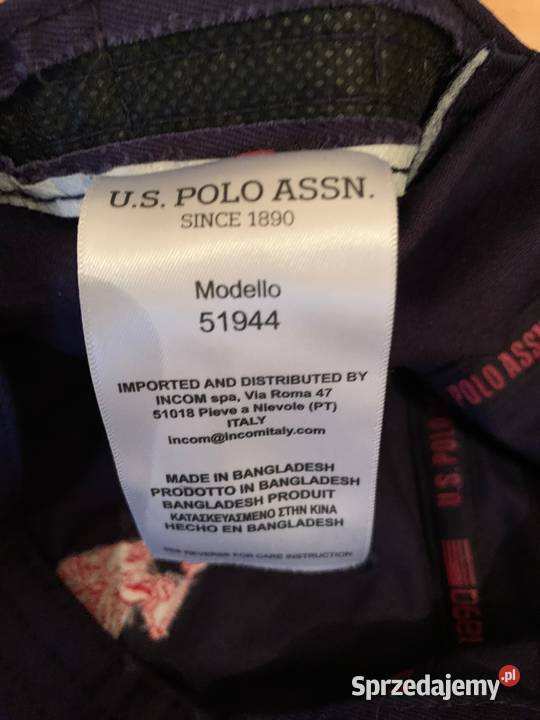 U.S. POLO ASSN.
SINCE 1890
Modello
51944
IMPORTED AND DISTRIBUTED BY
INCOM spa, Via Roma 47
51018 Pieve a Nievole (PT)
ITALY
incom@incomitaly.com
MADE IN BANGLADESH
PRODOTTO IN BANGLADESH
BANGLADESH PRODUIT
ΚΑΤΑΣΚΕΥΑΣΜΕΝΟ ΣΤΗΝ ΚΙΝΑ
HECHO EN BANGLADESH
REVERSE FOR CARE INSTRUCTION
POLO ASSN
U.S. POLO
1890
Sprzedajemy.pl